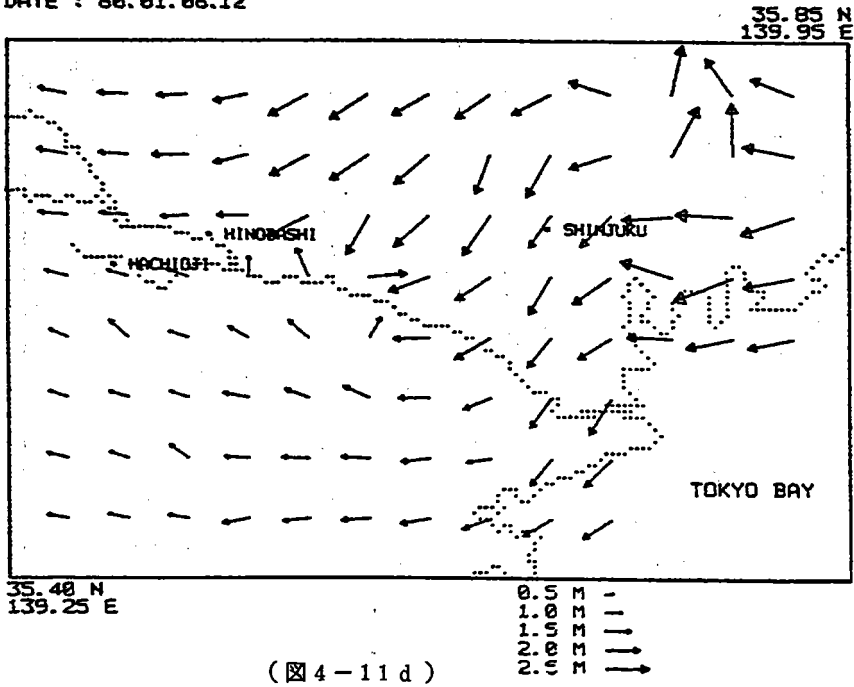 DATE : 80.01.08.12
35.85 N
139.95 E
HINOBASHI
SHINJUKU
HACHIOJI
TOKYO BAY
35.40 N
139.25 E
0.5 M
1.0 M
1.5 M
2.0 M
2.5 M
(図4-11d)